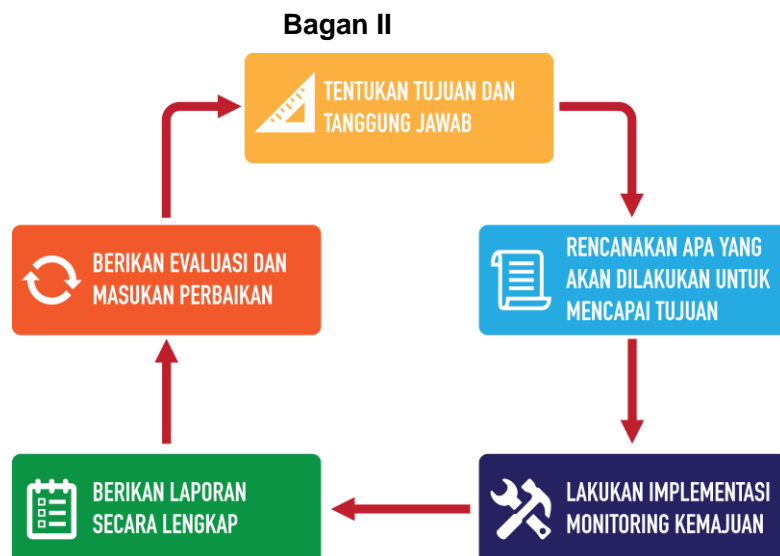 Bagan II
TENTUKAN TUJUAN DAN
TANGGUNG JAWAB
RENCANAKAN APA YANG
AKAN DILAKUKAN UNTUK
MENCAPAI TUJUAN
LAKUKAN IMPLEMENTASI
MONITORING KEMAJUAN
BERIKAN LAPORAN
SECARA LENGKAP
BERIKAN EVALUASI DAN
MASUKAN PERBAIKAN